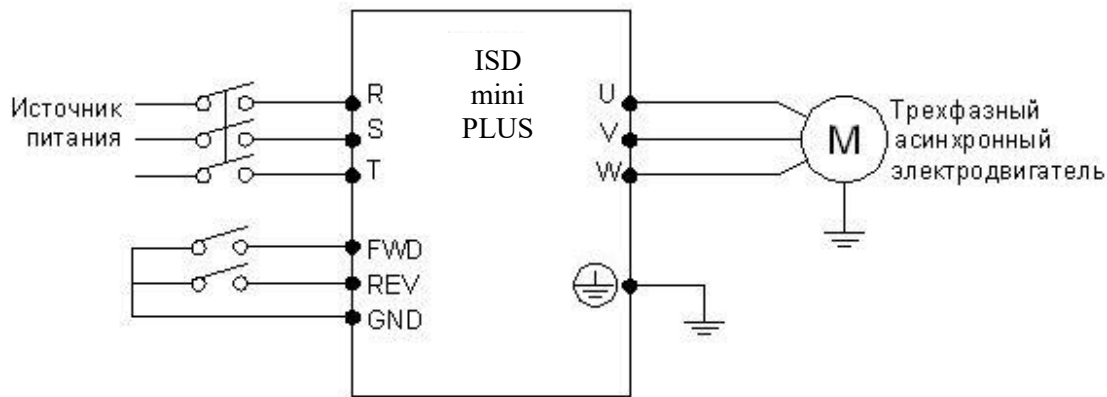 ISD
mini
PLUS
Источник
питания
R
S
T
FWD
REV
GND
U
V
W
M
Трехфазный
асинхронный
электродвигатель